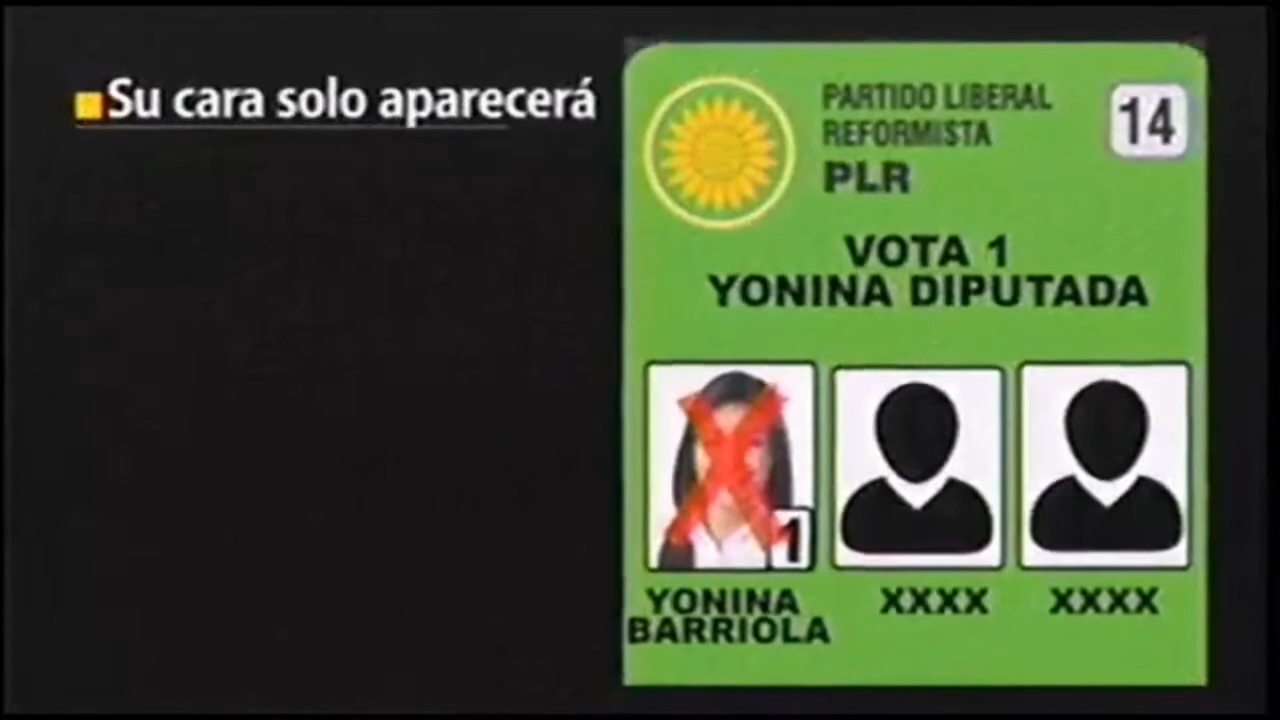 Su cara solo aparecerá
PARTIDO LIBERAL
REFORMISTA
14
PLR
VOTA 1
YONINA DIPUTADA
1
YONINA
BARRIOLA
XXXX
XXXX